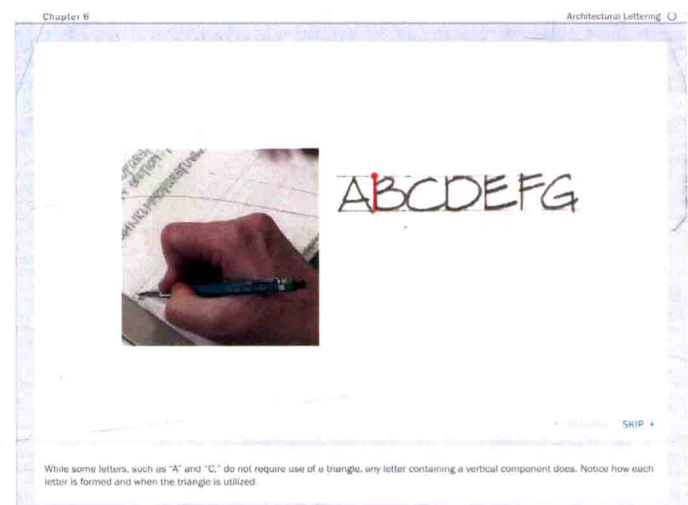 Chapter 6
Architectural Lettering
ABCDEFG
SKIP
While some letters, such as "A" and "C," do not require use of a triangle, any letter containing a vertical component does. Notice how each
letter is formed and when the triangle is utilized.